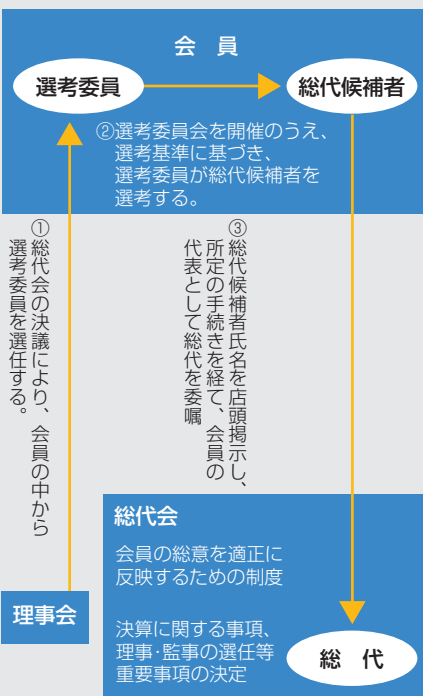 会 員
選考委員
総代候補者
②選考委員会を開催のうえ、
選考基準に基づき、
選考委員が総代候補者を
選考する。
①総代会の決議により、会員の中から
選考委員を選任する。
③総代候補者氏名を店頭掲示し、
所定の手続きを経て、会員の
代表として総代を委嘱
理事会
総代会
会員の総意を適正に
反映するための制度
決算に関する事項、
理事・監事の選任等
重要事項の決定
総 代